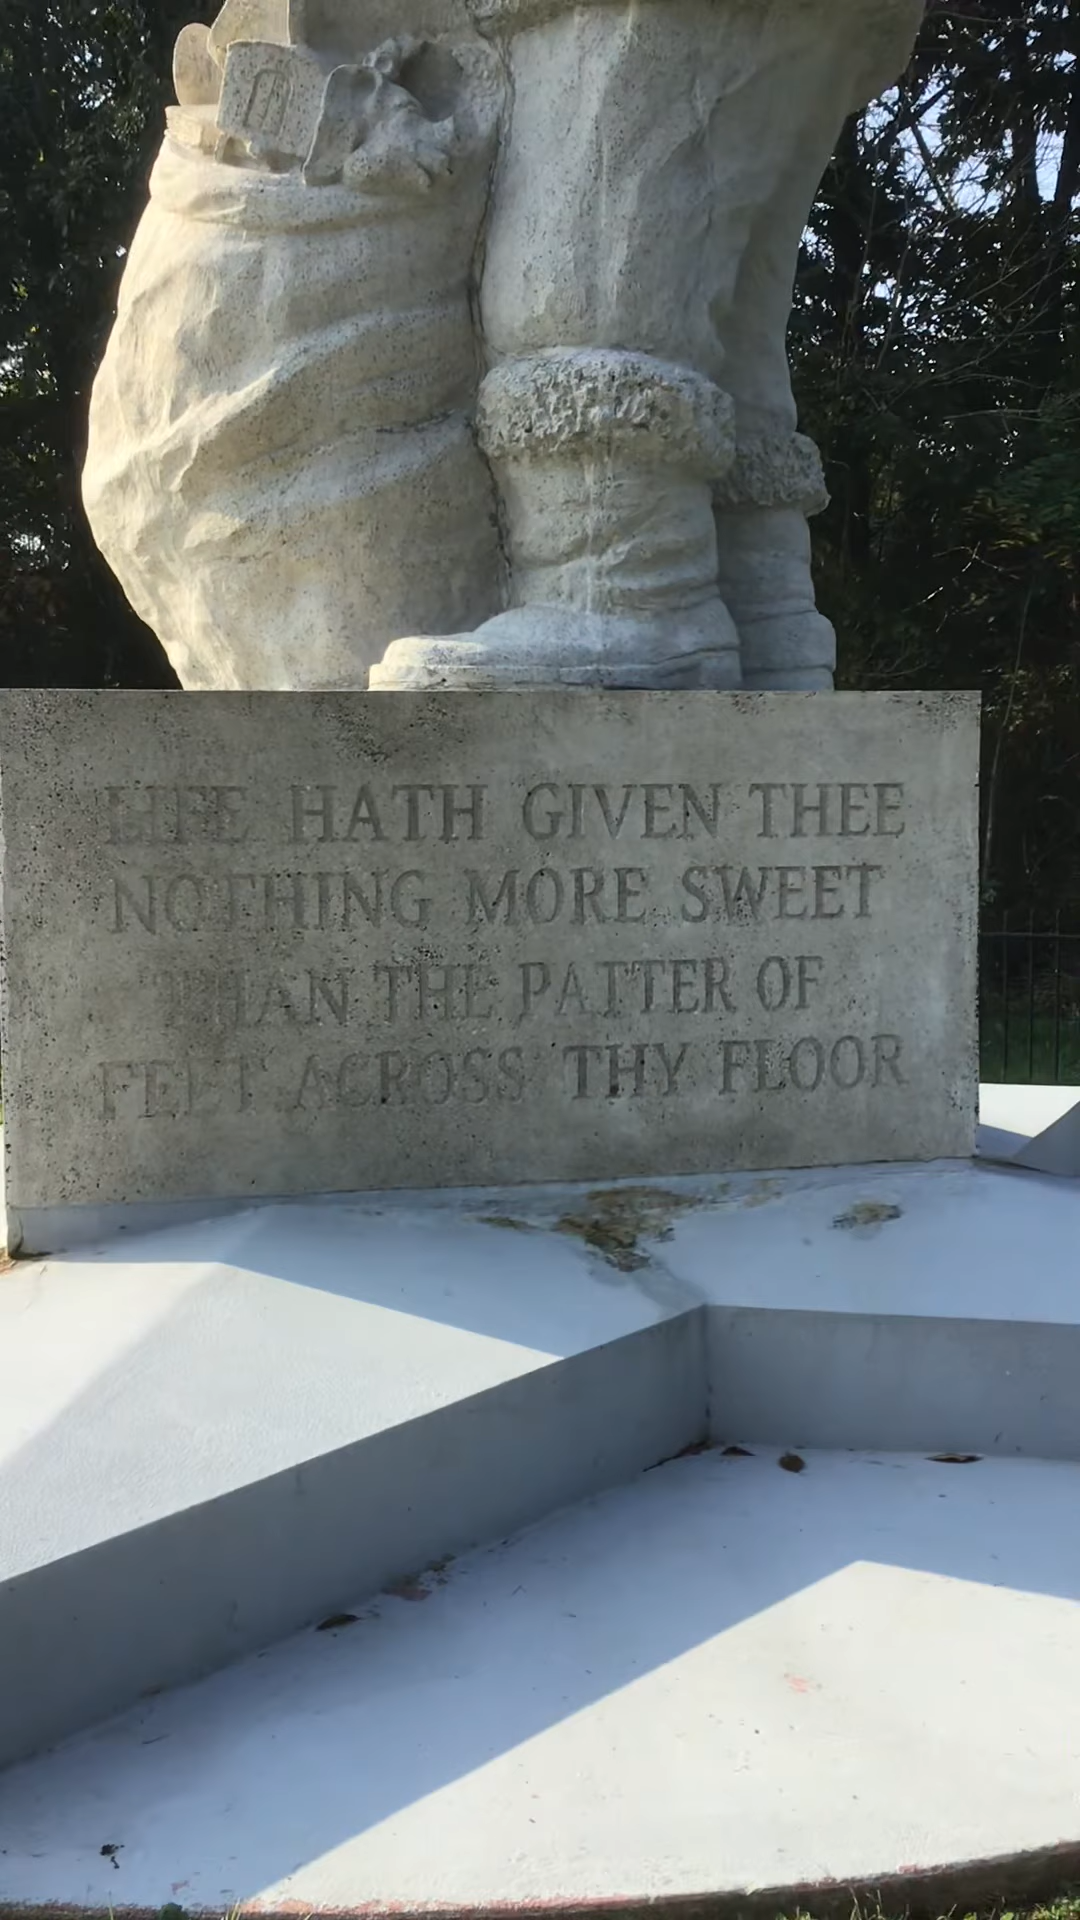 LIFE HATH GIVEN THEE
NOTHING MORE SWEET
THAN THE PATTER OF
FEET ACROSS THY FLOOR